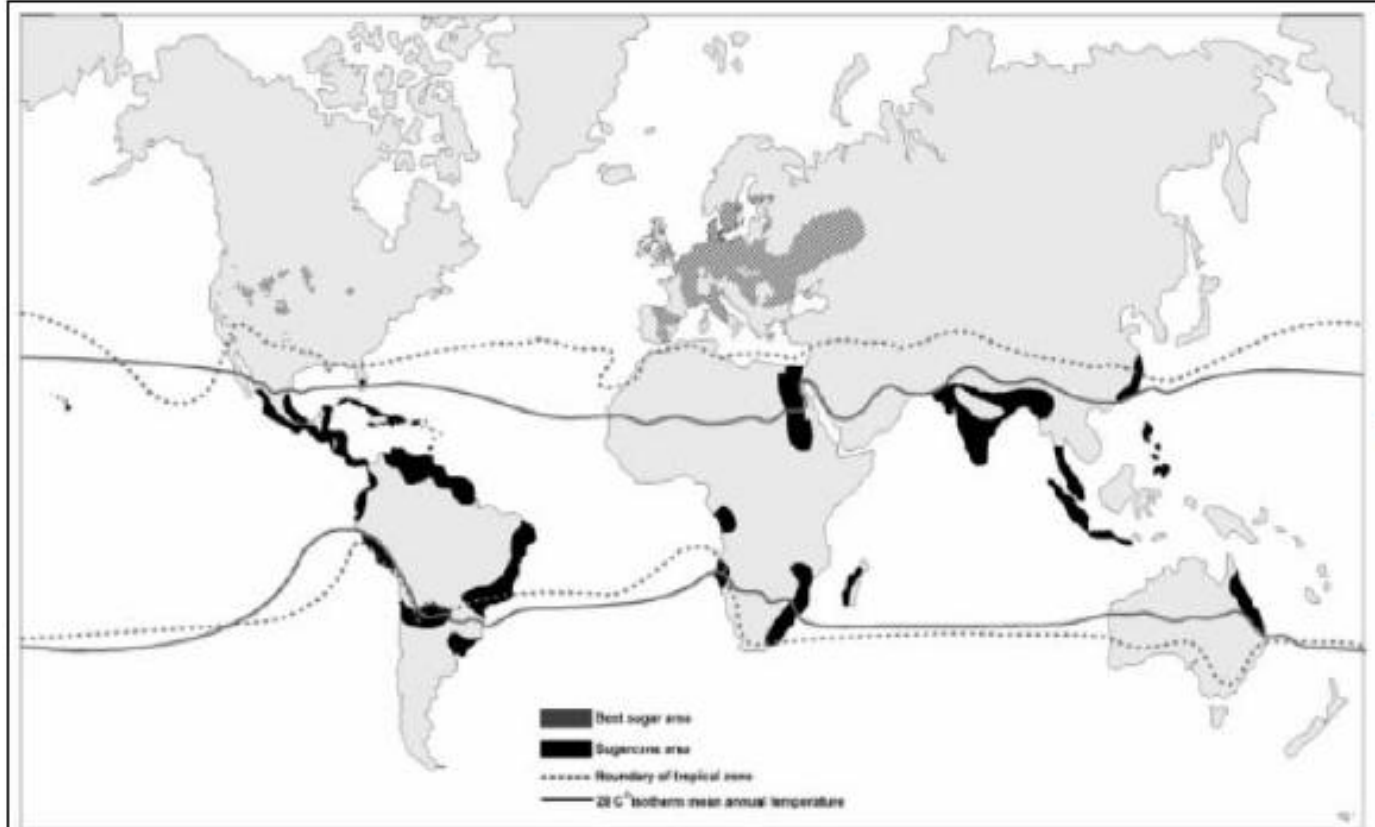 Beet sugar area
Sugarcane area
Boundary of tropical zone
20 C° isotherm mean annual temperature